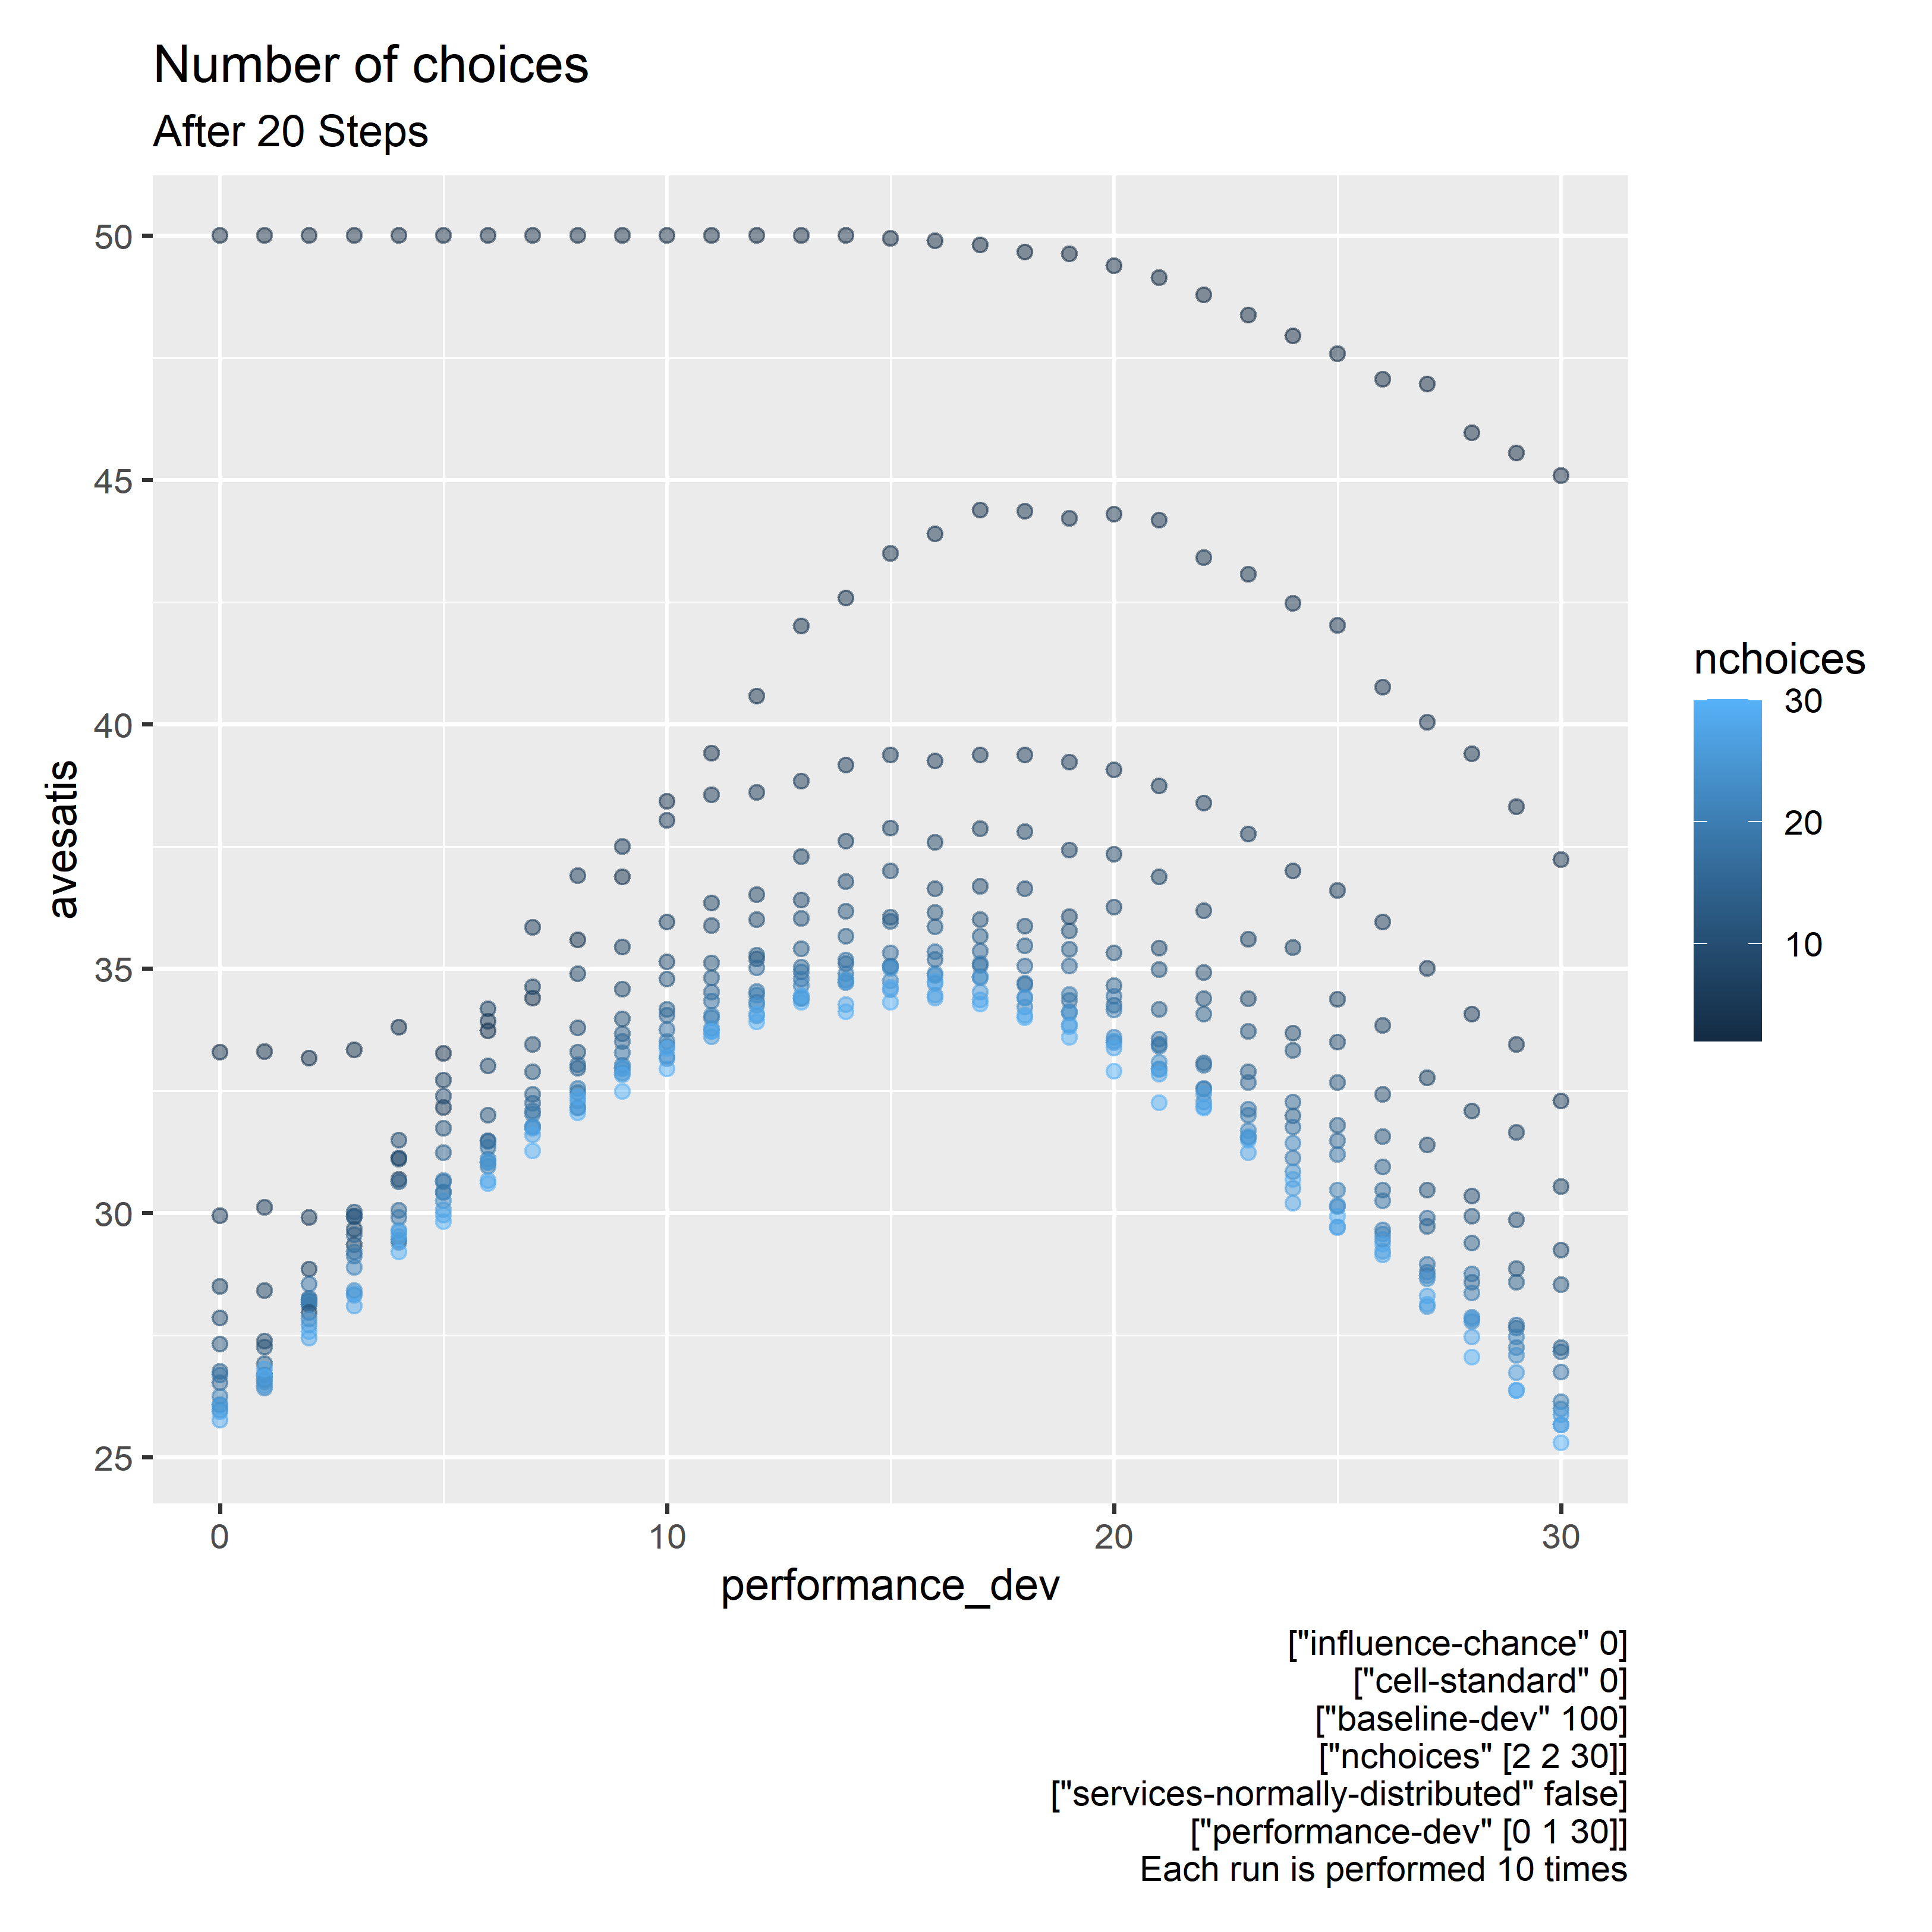 Number of choices
After 20 Steps
50
45
40
35
30
25
avesatis
0
10
20
30
performance_dev
nchoices
30
20
10
["influence-chance" 0]
["cell-standard" 0]
["baseline-dev" 100]
["nchoices" [2 2 30]]
["services-normally-distributed" false]
["performance-dev" [0 1 30]]
Each run is performed 10 times